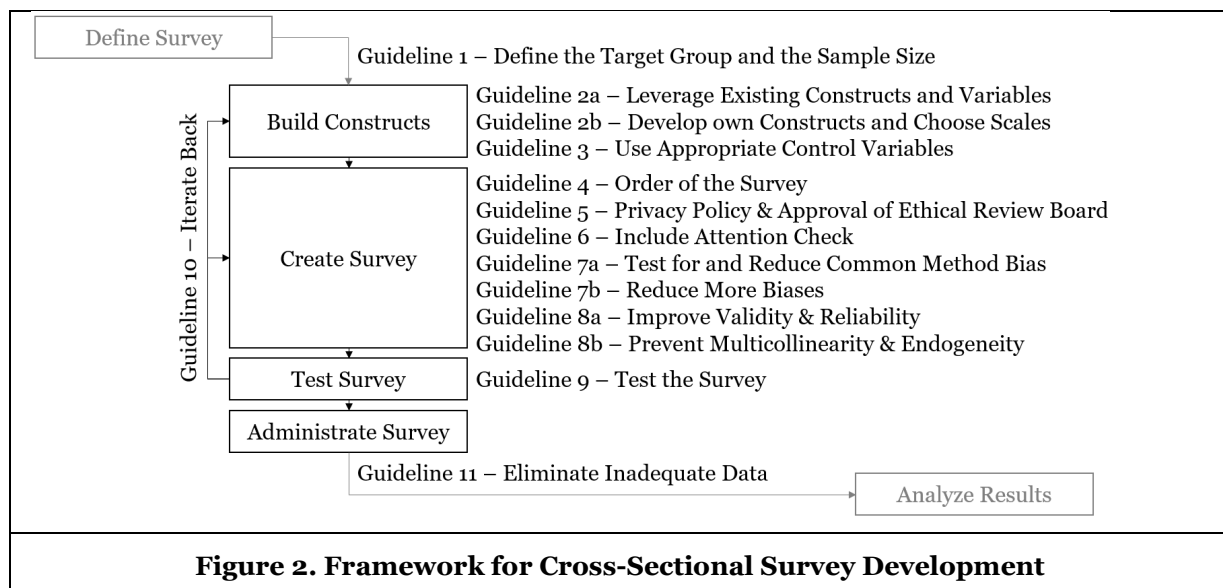 Define Survey
Guideline 1 – Define the Target Group and the Sample Size
Guideline 10 – Iterate Back
Build Constructs
Guideline 2a – Leverage Existing Constructs and Variables
Guideline 2b – Develop own Constructs and Choose Scales
Guideline 3 – Use Appropriate Control Variables
Create Survey
Guideline 4 – Order of the Survey
Guideline 5 – Privacy Policy & Approval of Ethical Review Board
Guideline 6 – Include Attention Check
Guideline 7a – Test for and Reduce Common Method Bias
Guideline 7b – Reduce More Biases
Guideline 8a – Improve Validity & Reliability
Guideline 8b – Prevent Multicollinearity & Endogeneity
Test Survey
Guideline 9 – Test the Survey
Administrate Survey
Guideline 11 – Eliminate Inadequate Data
Analyze Results
Figure 2. Framework for Cross-Sectional Survey Development